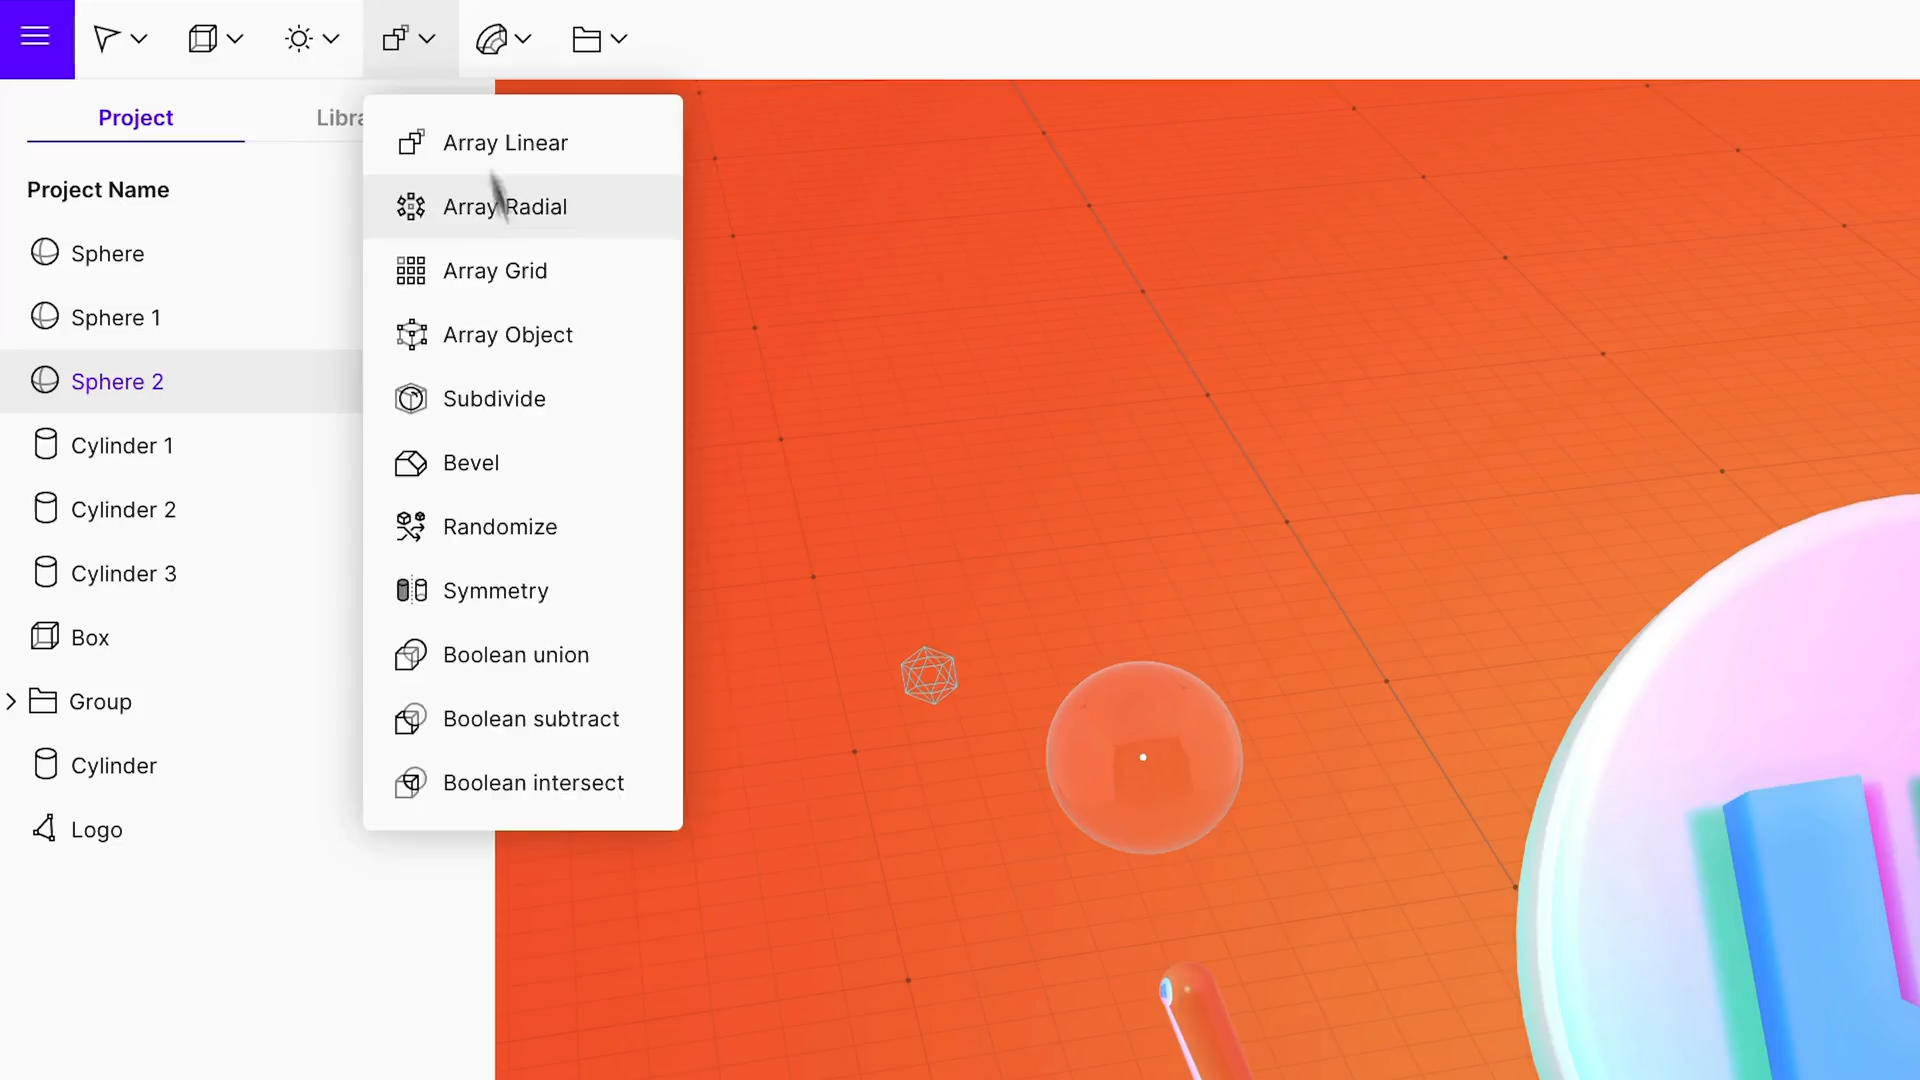 Project
Libra
Project Name
Sphere
Sphere 1
Sphere 2
Cylinder 1
Cylinder 2
Cylinder 3
Box
Group
Cylinder
Logo
Array Linear
Array Radial
Array Grid
Array Object
Subdivide
Bevel
Randomize
Symmetry
Boolean union
Boolean subtract
Boolean intersect